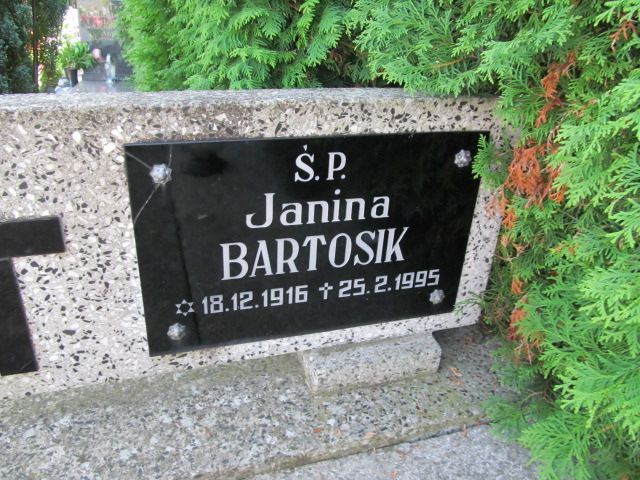 Ś.P.
Janina
BARTOSIK
✡ 18.12.1916 ✝ 25.2.1995